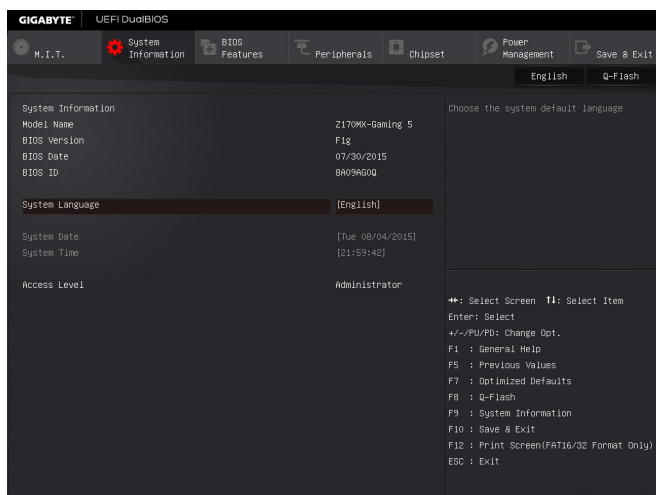 GIGABYTE™ UEFI DualBIOS
M.I.T. System Information BIOS Features Peripherals Chipset Power Management Save & Exit
English Q-Flash
System Information
Model Name Z170MX-Gaming 5
BIOS Version F1g
BIOS Date 07/30/2015
BIOS ID 8A09AG0Q
System Language [English]
System Date [Tue 08/04/2015]
System Time [21:59:42]
Access Level Administrator
Choose the system default language
→←: Select Screen ↑↓: Select Item
Enter: Select
+/-/PU/PD: Change Opt.
F1 : General Help
F5 : Previous Values
F7 : Optimized Defaults
F8 : Q-Flash
F9 : System Information
F10 : Save & Exit
F12 : Print Screen(FAT16/32 Format Only)
ESC : Exit